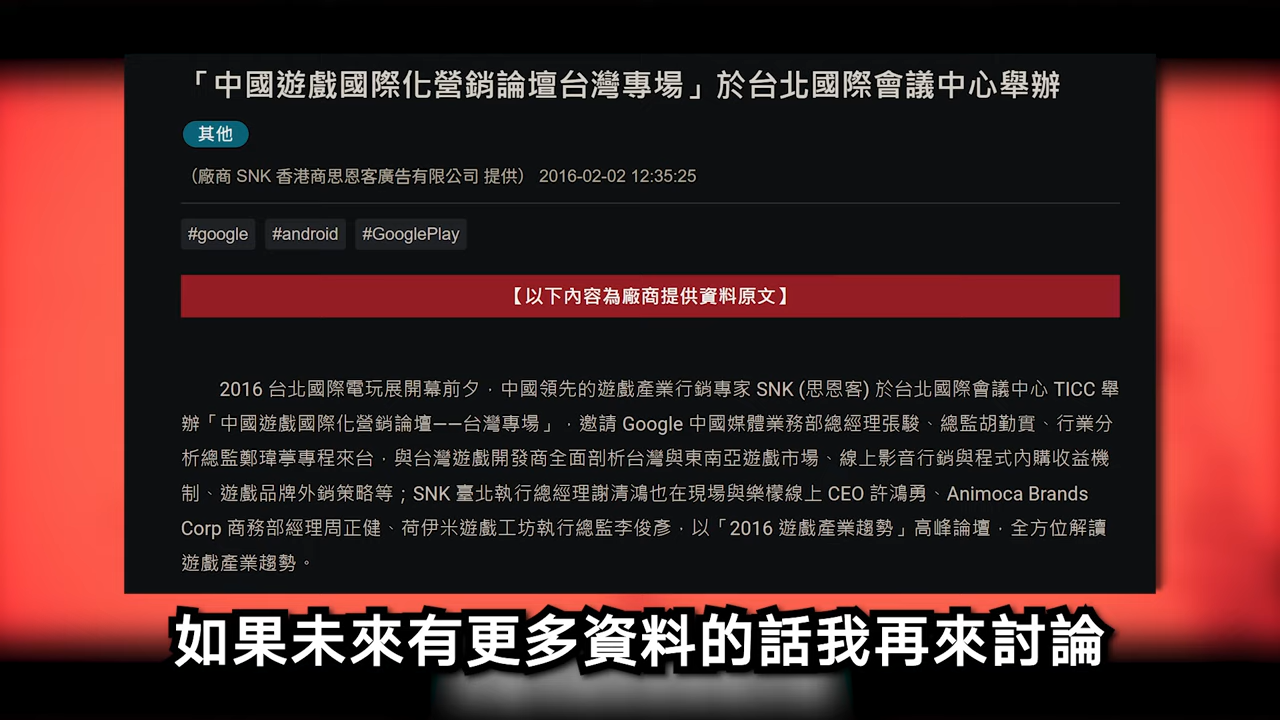 「中國遊戲國際化營銷論壇台灣專場」於台北國際會議中心舉辦
其他
（廠商 SNK 香港商思恩客廣告有限公司 提供） 2016-02-02 12:35:25
#google #android #GooglePlay
【以下內容為廠商提供資料原文】
2016 台北國際電玩展開幕前夕，中國領先的遊戲產業行銷專家 SNK (思恩客) 於台北國際會議中心 TICC 舉
辦「中國遊戲國際化營銷論壇——台灣專場」，邀請 Google 中國媒體業務部總經理張駿、總監胡勤實、行業分
析總監鄭瑋蓼專程來台，與台灣遊戲開發商全面剖析台灣與東南亞遊戲市場、線上影音行銷與程式內購收益機
制、遊戲品牌外銷策略等；SNK 臺北執行總經理謝清鴻也在現場與樂檬線上 CEO 許鴻勇、Animoca Brands
Corp 商務部經理周正健、荷伊米遊戲工坊執行總監李俊彥，以「2016 遊戲產業趨勢」高峰論壇，全方位解讀
遊戲產業趨勢。
如果未來有更多資料的話我再來討論